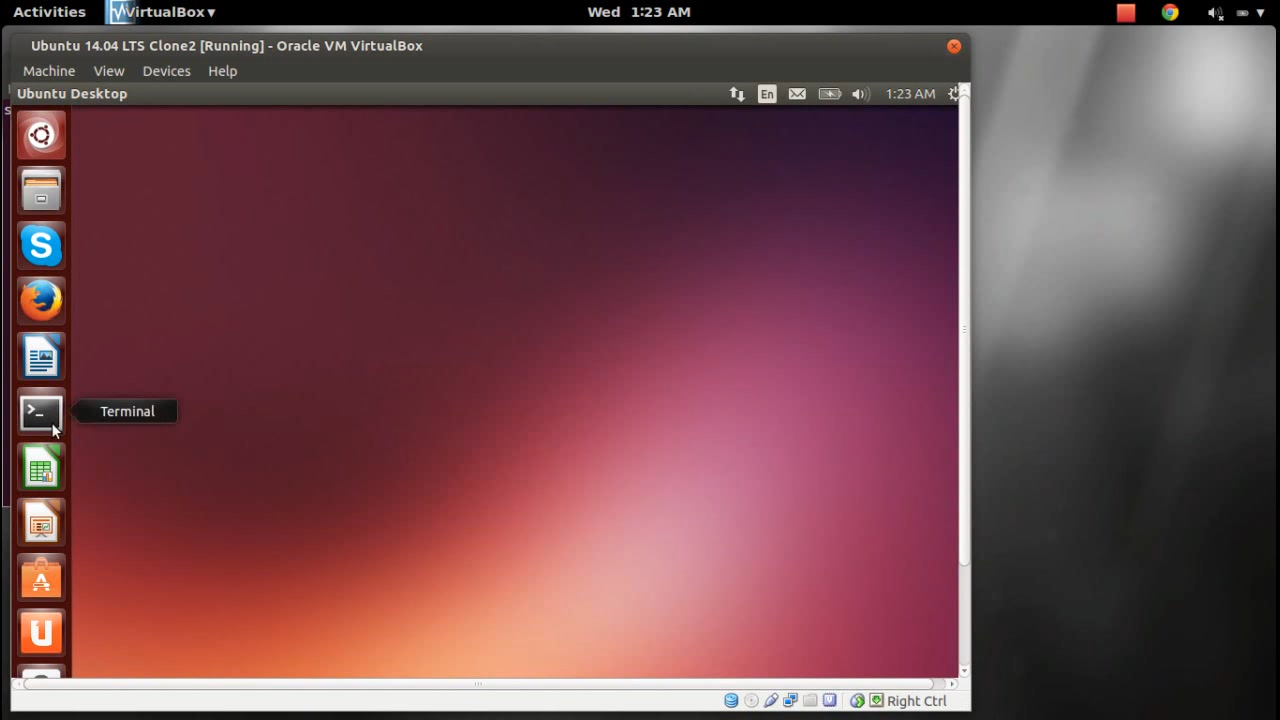 Activities VirtualBox ▾ Wed 1:23 AM
Ubuntu 14.04 LTS Clone2 [Running] - Oracle VM VirtualBox
Machine View Devices Help
Ubuntu Desktop En 1:23 AM
S
Terminal
>_
A
U
Right Ctrl